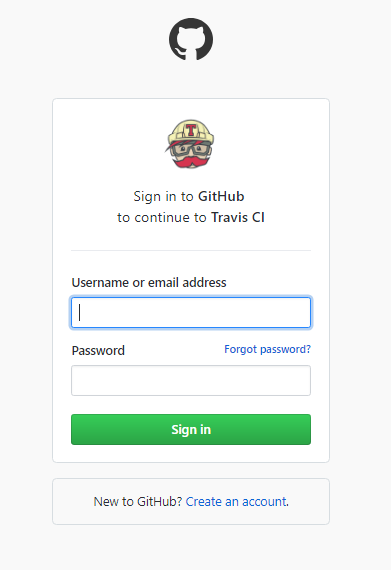 T
Sign in to GitHub
to continue to Travis CI
Username or email address
Password Forgot password?
Sign in
New to GitHub? Create an account.